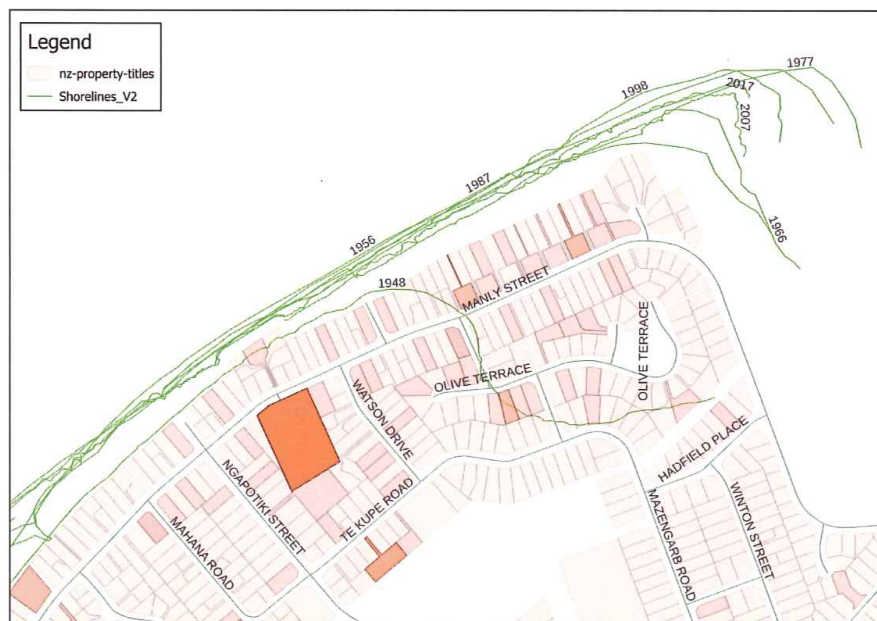 Legend
nz-property-titles
Shorelines_V2
1977
1998
2017
2007
1987
1966
1956
1948
MANLY STREET
OLIVE TERRACE
OLIVE TERRACE
WATSON DRIVE
HADFIELD PLACE
NGAPOTIKI STREET
TE KUPE ROAD
MAHANA ROAD
MAZENGARB ROAD
WINTON STREET